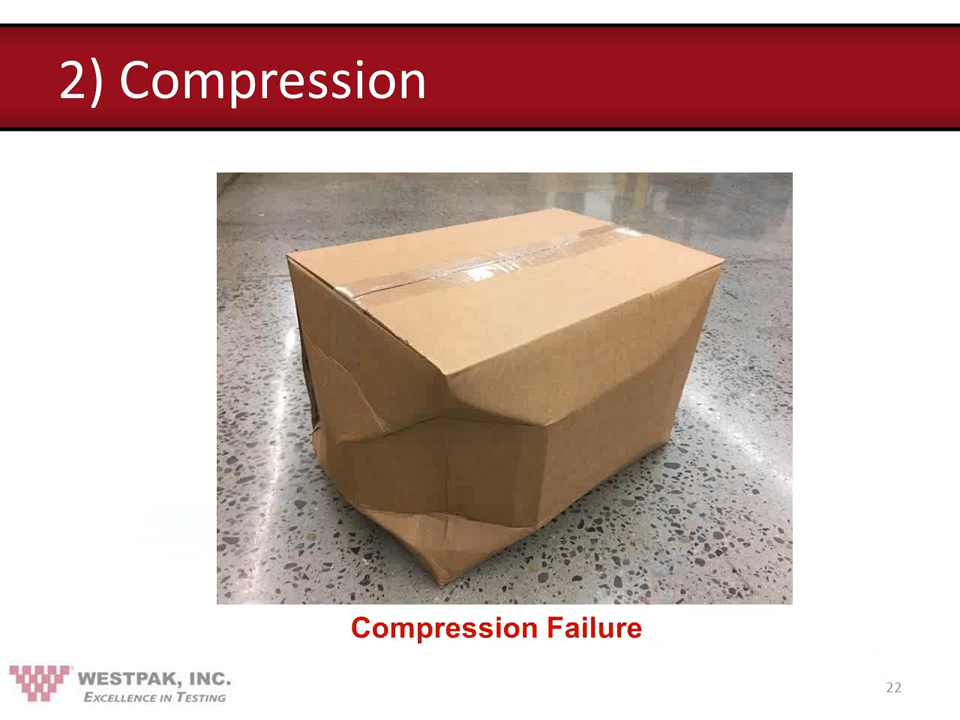 2) Compression
Compression Failure
WESTPAK, INC.
EXCELLENCE IN TESTING
22